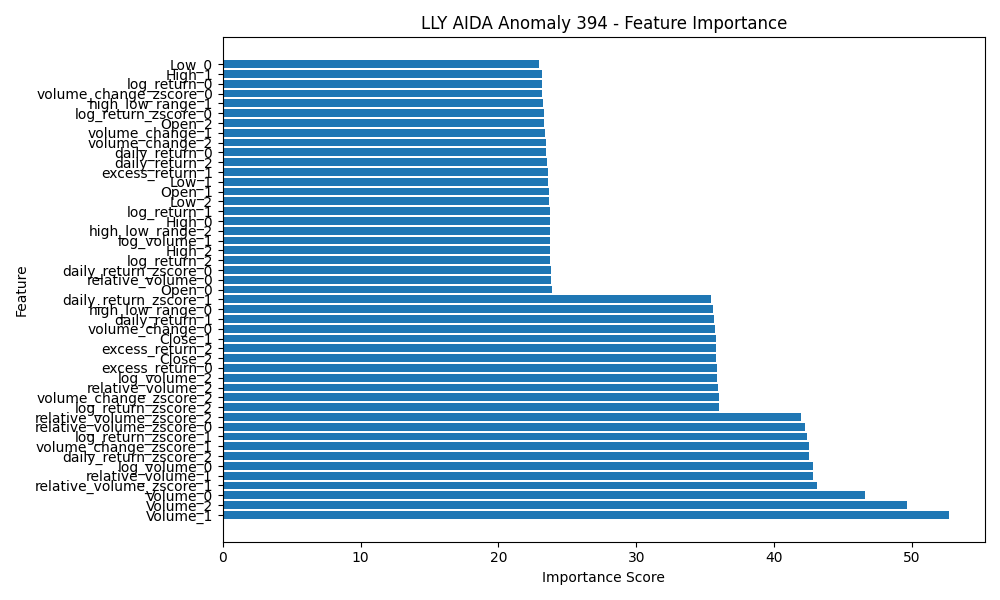 LLY AIDA Anomaly 394 - Feature Importance
Low_0
High_1
log_return_0
volume_change_zscore_0
high_low_range_1
log_return_zscore_0
Open_2
volume_change_1
volume_change_2
daily_return_0
daily_return_2
excess_return_1
Low_1
Open_1
Low_2
log_return_1
High_0
high_low_range_2
log_volume_1
High_2
log_return_2
daily_return_zscore_0
relative_volume_0
Open_0
daily_return_zscore_1
high_low_range_0
daily_return_1
volume_change_0
Close_1
excess_return_2
Close_2
excess_return_0
log_volume_2
relative_volume_2
volume_change_zscore_2
log_return_zscore_2
relative_volume_zscore_2
relative_volume_zscore_0
log_return_zscore_1
volume_change_zscore_1
daily_return_zscore_2
log_volume_0
relative_volume_1
relative_volume_zscore_1
Volume_0
Volume_2
Volume_1
Feature
0 10 20 30 40 50
Importance Score